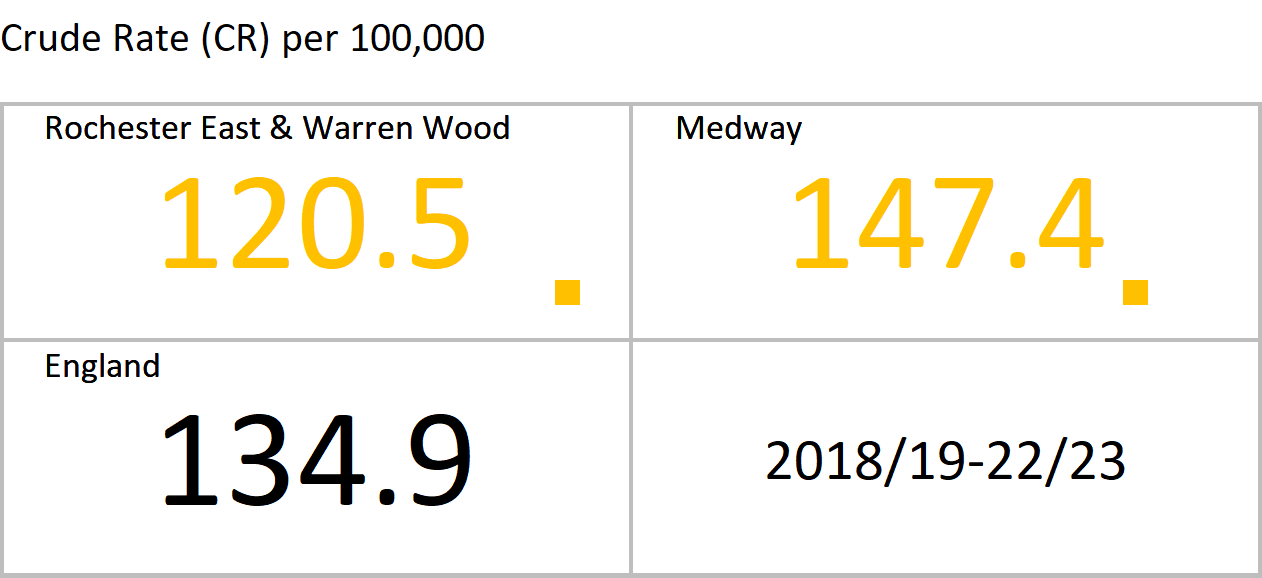 Crude Rate (CR) per 100,000
Rochester East & Warren Wood
120.5
Medway
147.4
England
134.9
2018/19-22/23